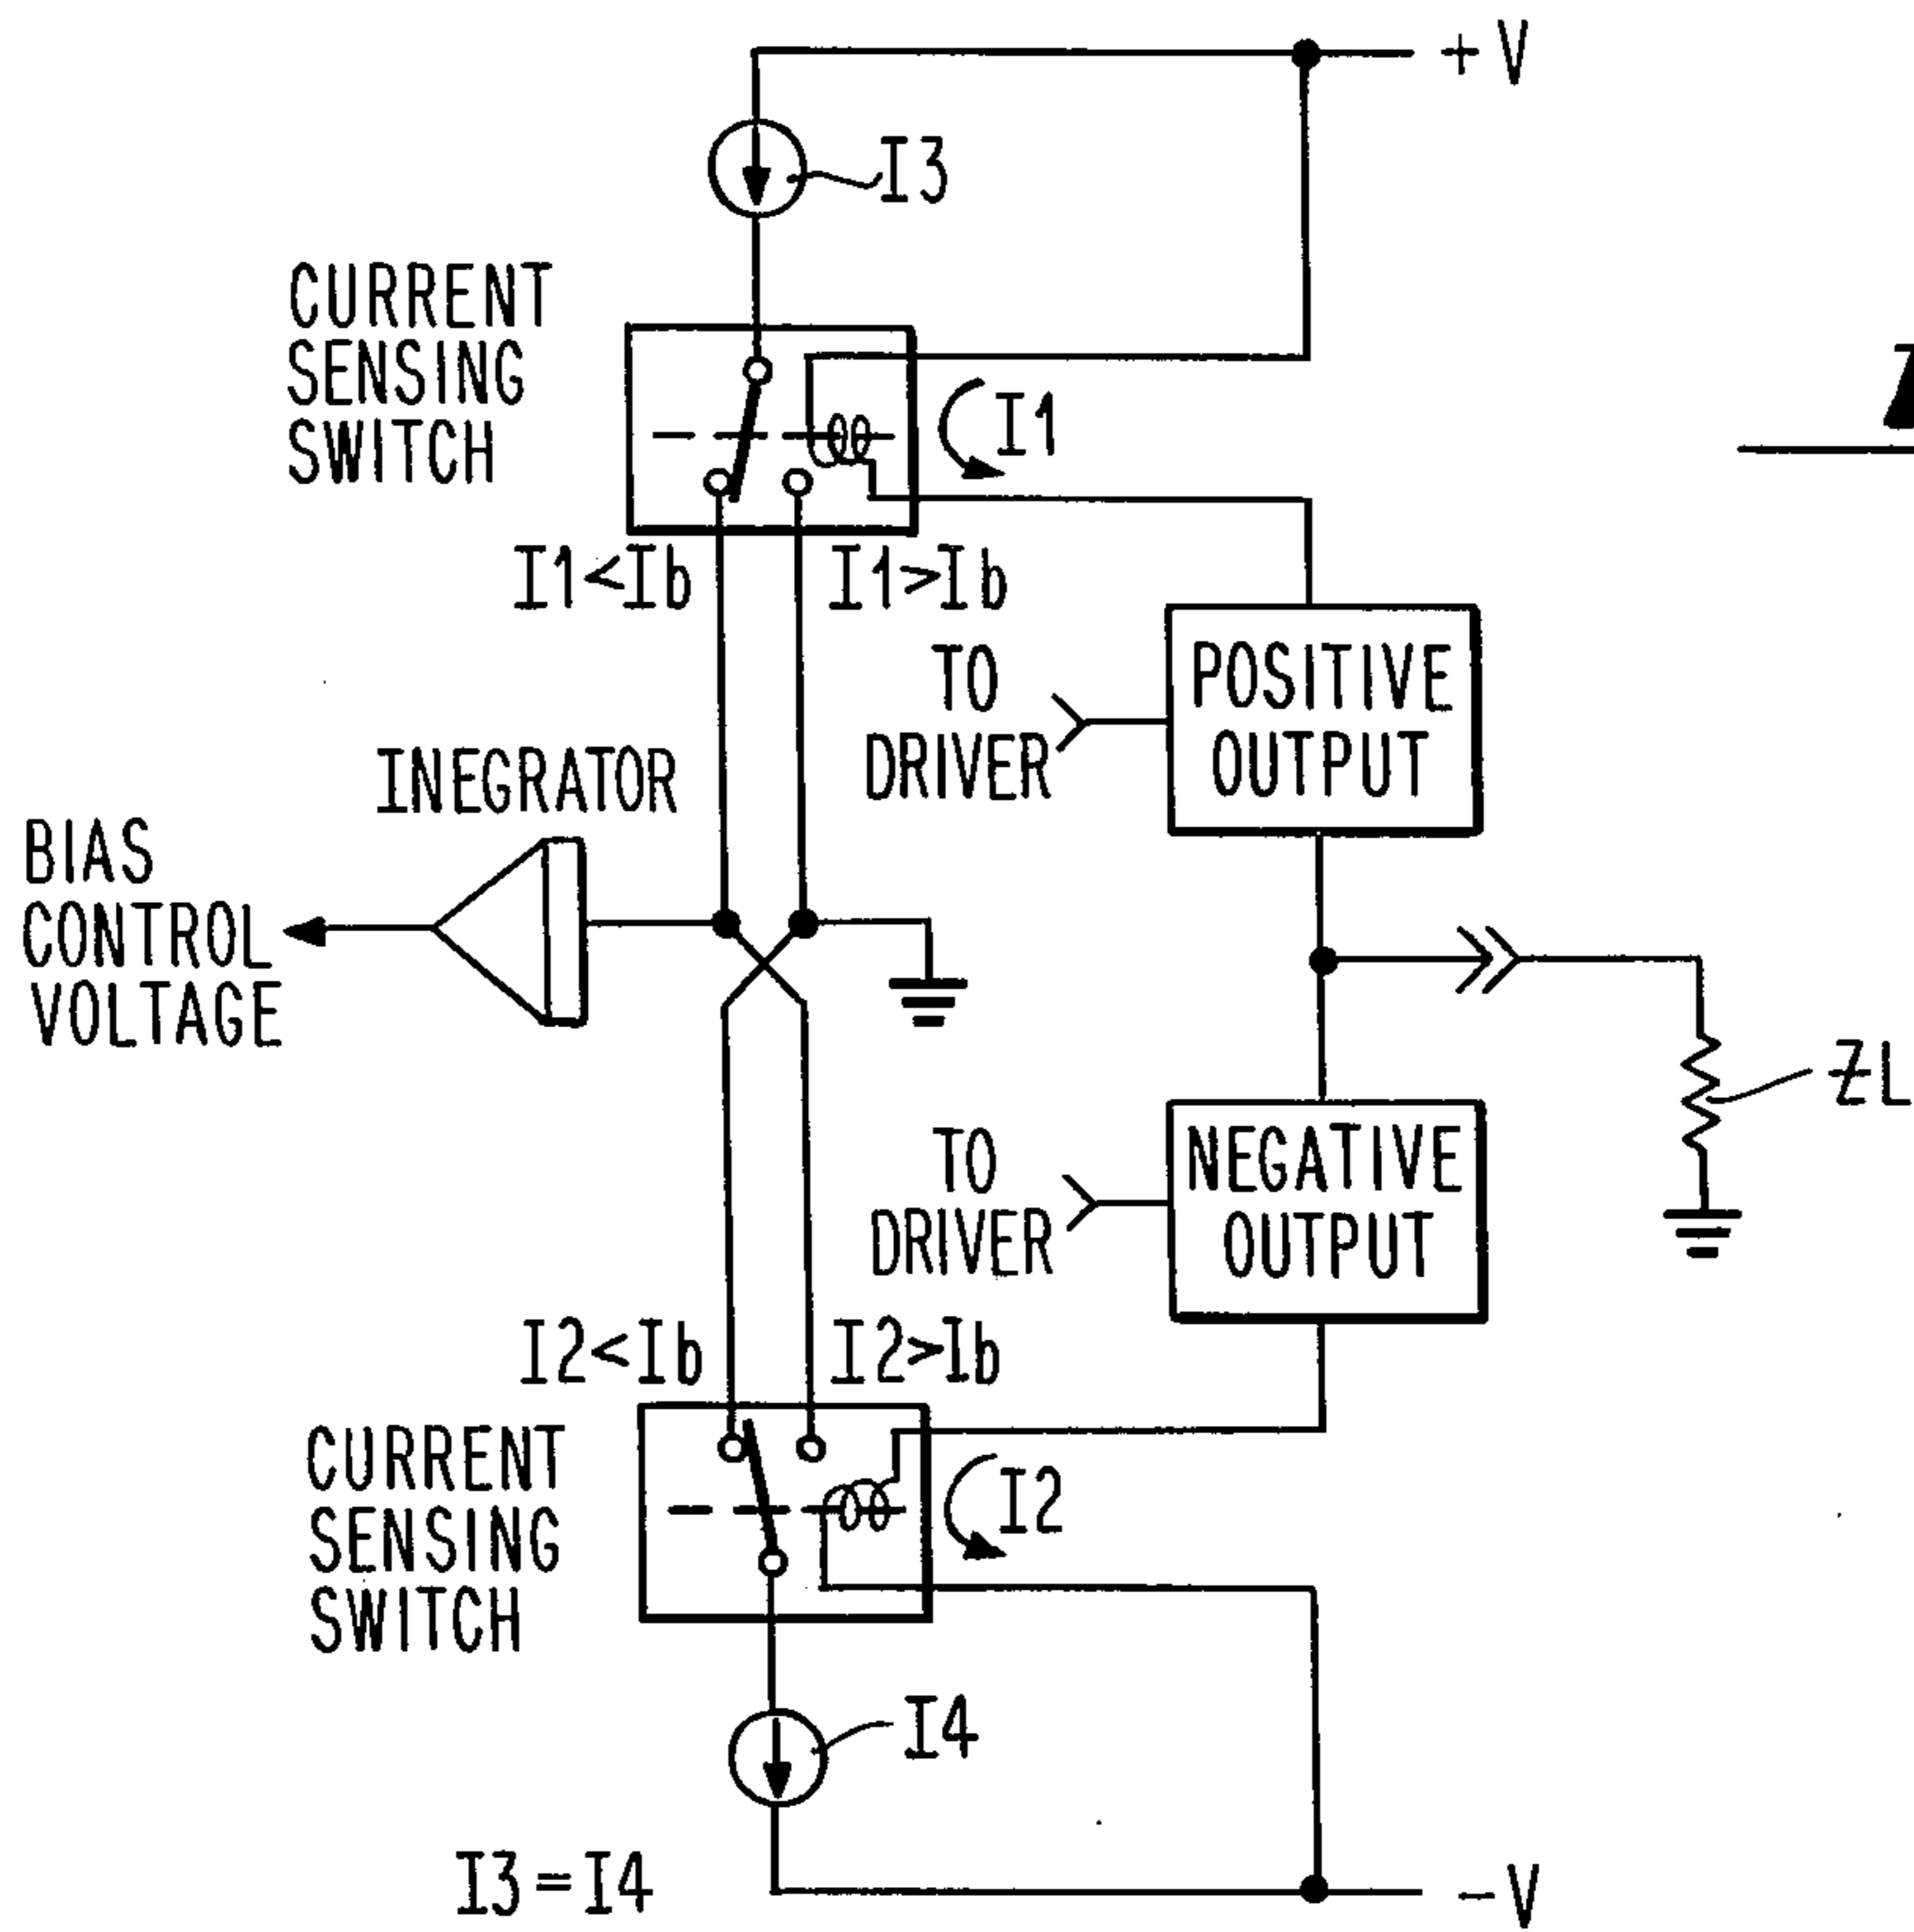 + V
I3
CURRENT
SENSING
SWITCH
I1
I1<Ib
I1>Ib
TO
DRIVER
POSITIVE
OUTPUT
INEGRATOR
BIAS
CONTROL
VOLTAGE
ZL
TO
DRIVER
NEGATIVE
OUTPUT
I2<Ib
I2>Ib
CURRENT
SENSING
SWITCH
I2
I4
I3=I4
-V